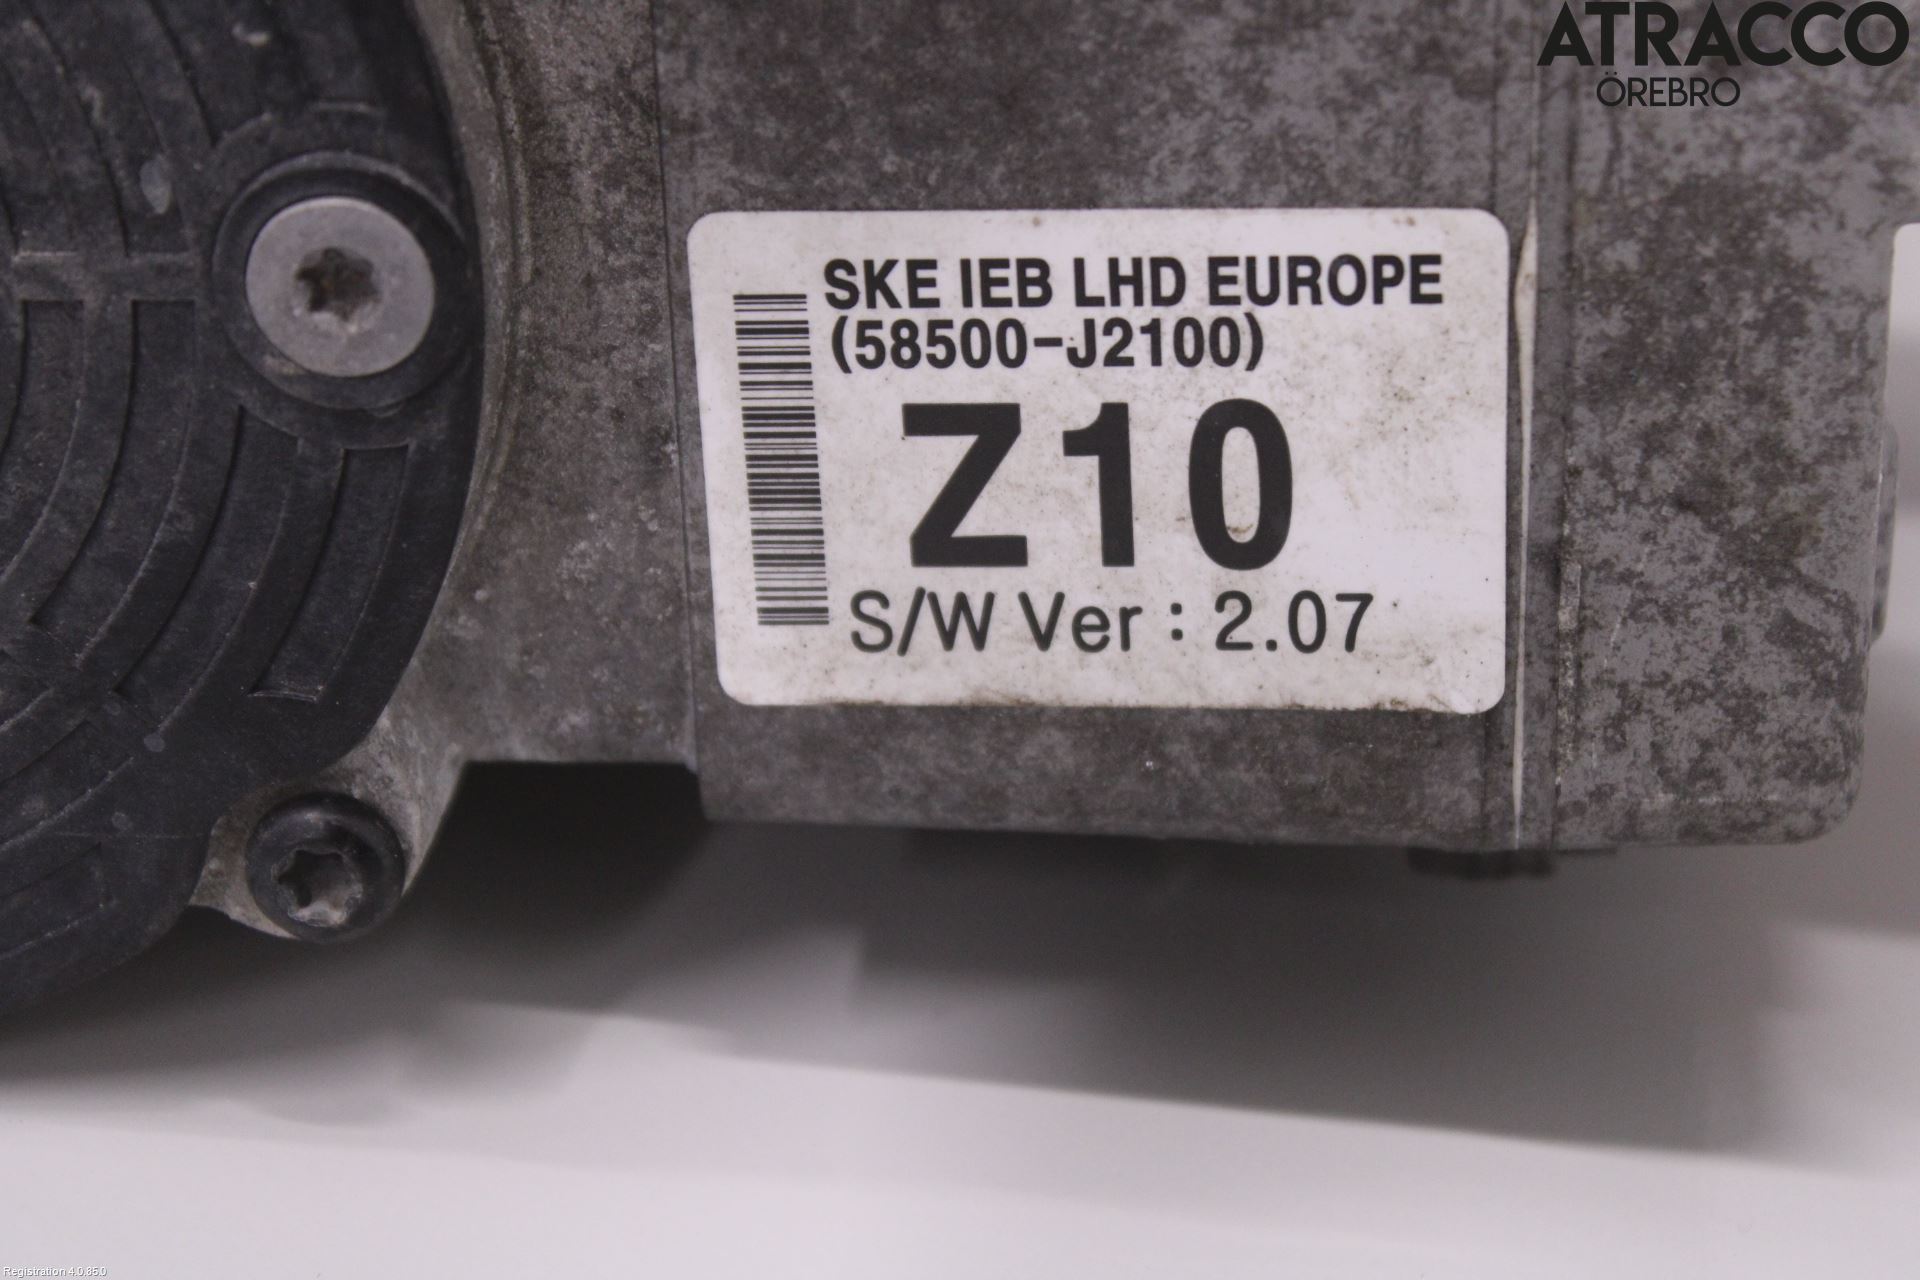 ATRACCO
ÖREBRO
SKE IEB LHD EUROPE
(58500-J2100)
Z10
S/W Ver : 2.07
Registration 4.0.85.0